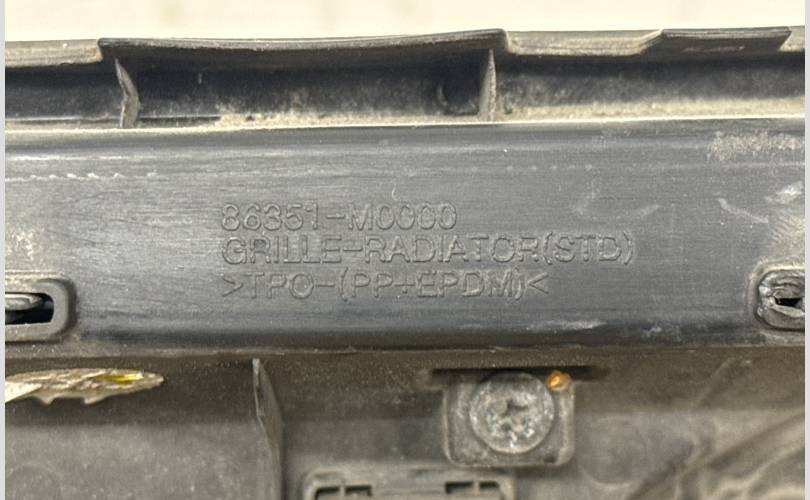 86351-M0000
GRILLE-RADIATOR(STD)
>TPO-(PP+EPDM)<